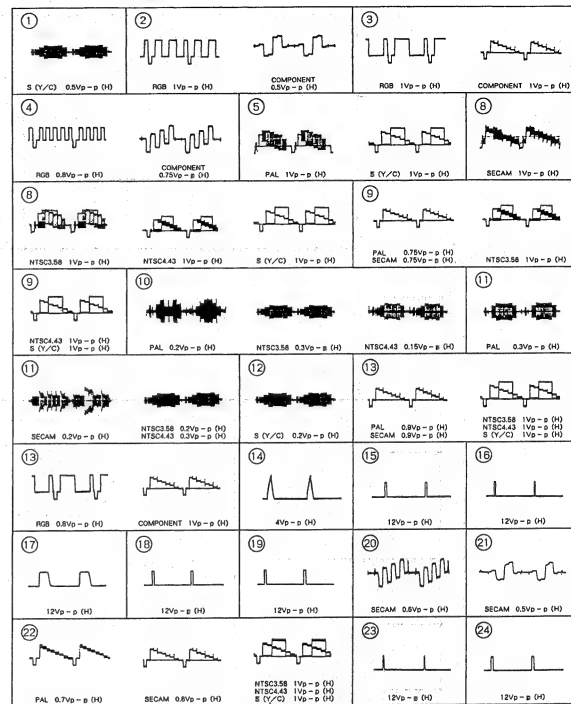 1
S (Y/C) 0.5Vp-p (H)
2
RGB 1Vp-p (H)
COMPONENT
0.5Vp-p (H)
3
RGB 1Vp-p (H)
COMPONENT 1Vp-p (H)
4
RGB 0.8Vp-p (H)
COMPONENT
0.75Vp-p (H)
5
PAL 1Vp-p (H)
S (Y/C) 1Vp-p (H)
8
SECAM 1Vp-p (H)
8
NTSC3.58 1Vp-p (H)
NTSC4.43 1Vp-p (H)
S (Y/C) 1Vp-p (H)
9
PAL 0.75Vp-p (H)
SECAM 0.75Vp-p (H)
NTSC3.58 1Vp-p (H)
9
NTSC4.43 1Vp-p (H)
S (Y/C) 1Vp-p (H)
10
PAL 0.2Vp-p (H)
NTSC3.58 0.3Vp-p (H)
NTSC4.43 0.15Vp-p (H)
11
PAL 0.3Vp-p (H)
11
SECAM 0.2Vp-p (H)
NTSC3.58 0.2Vp-p (H)
NTSC4.43 0.3Vp-p (H)
12
S (Y/C) 0.2Vp-p (H)
13
PAL 0.9Vp-p (H)
SECAM 0.9Vp-p (H)
NTSC3.58 1Vp-p (H)
NTSC4.43 1Vp-p (H)
S (Y/C) 1Vp-p (H)
13
RGB 0.6Vp-p (H)
COMPONENT 1Vp-p (H)
14
4Vp-p (H)
15
12Vp-p (H)
16
12Vp-p (H)
17
12Vp-p (H)
18
12Vp-p (H)
19
12Vp-p (H)
20
SECAM 0.6Vp-p (H)
21
SECAM 0.5Vp-p (H)
22
PAL 0.7Vp-p (H)
SECAM 0.8Vp-p (H)
NTSC3.58 1Vp-p (H)
NTSC4.43 1Vp-p (H)
S (Y/C) 1Vp-p (H)
23
12Vp-p (H)
24
12Vp-p (H)